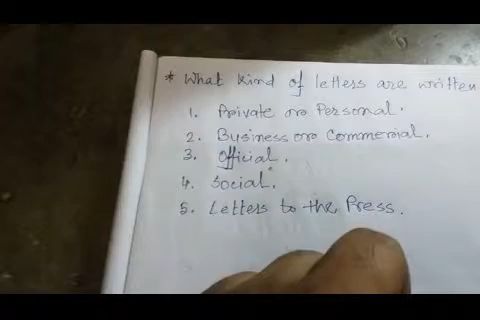 * What kind of letters are written
1. Private or Personal.
2. Business or Commercial.
3. Official.
4. Social.
5. Letters to the Press.